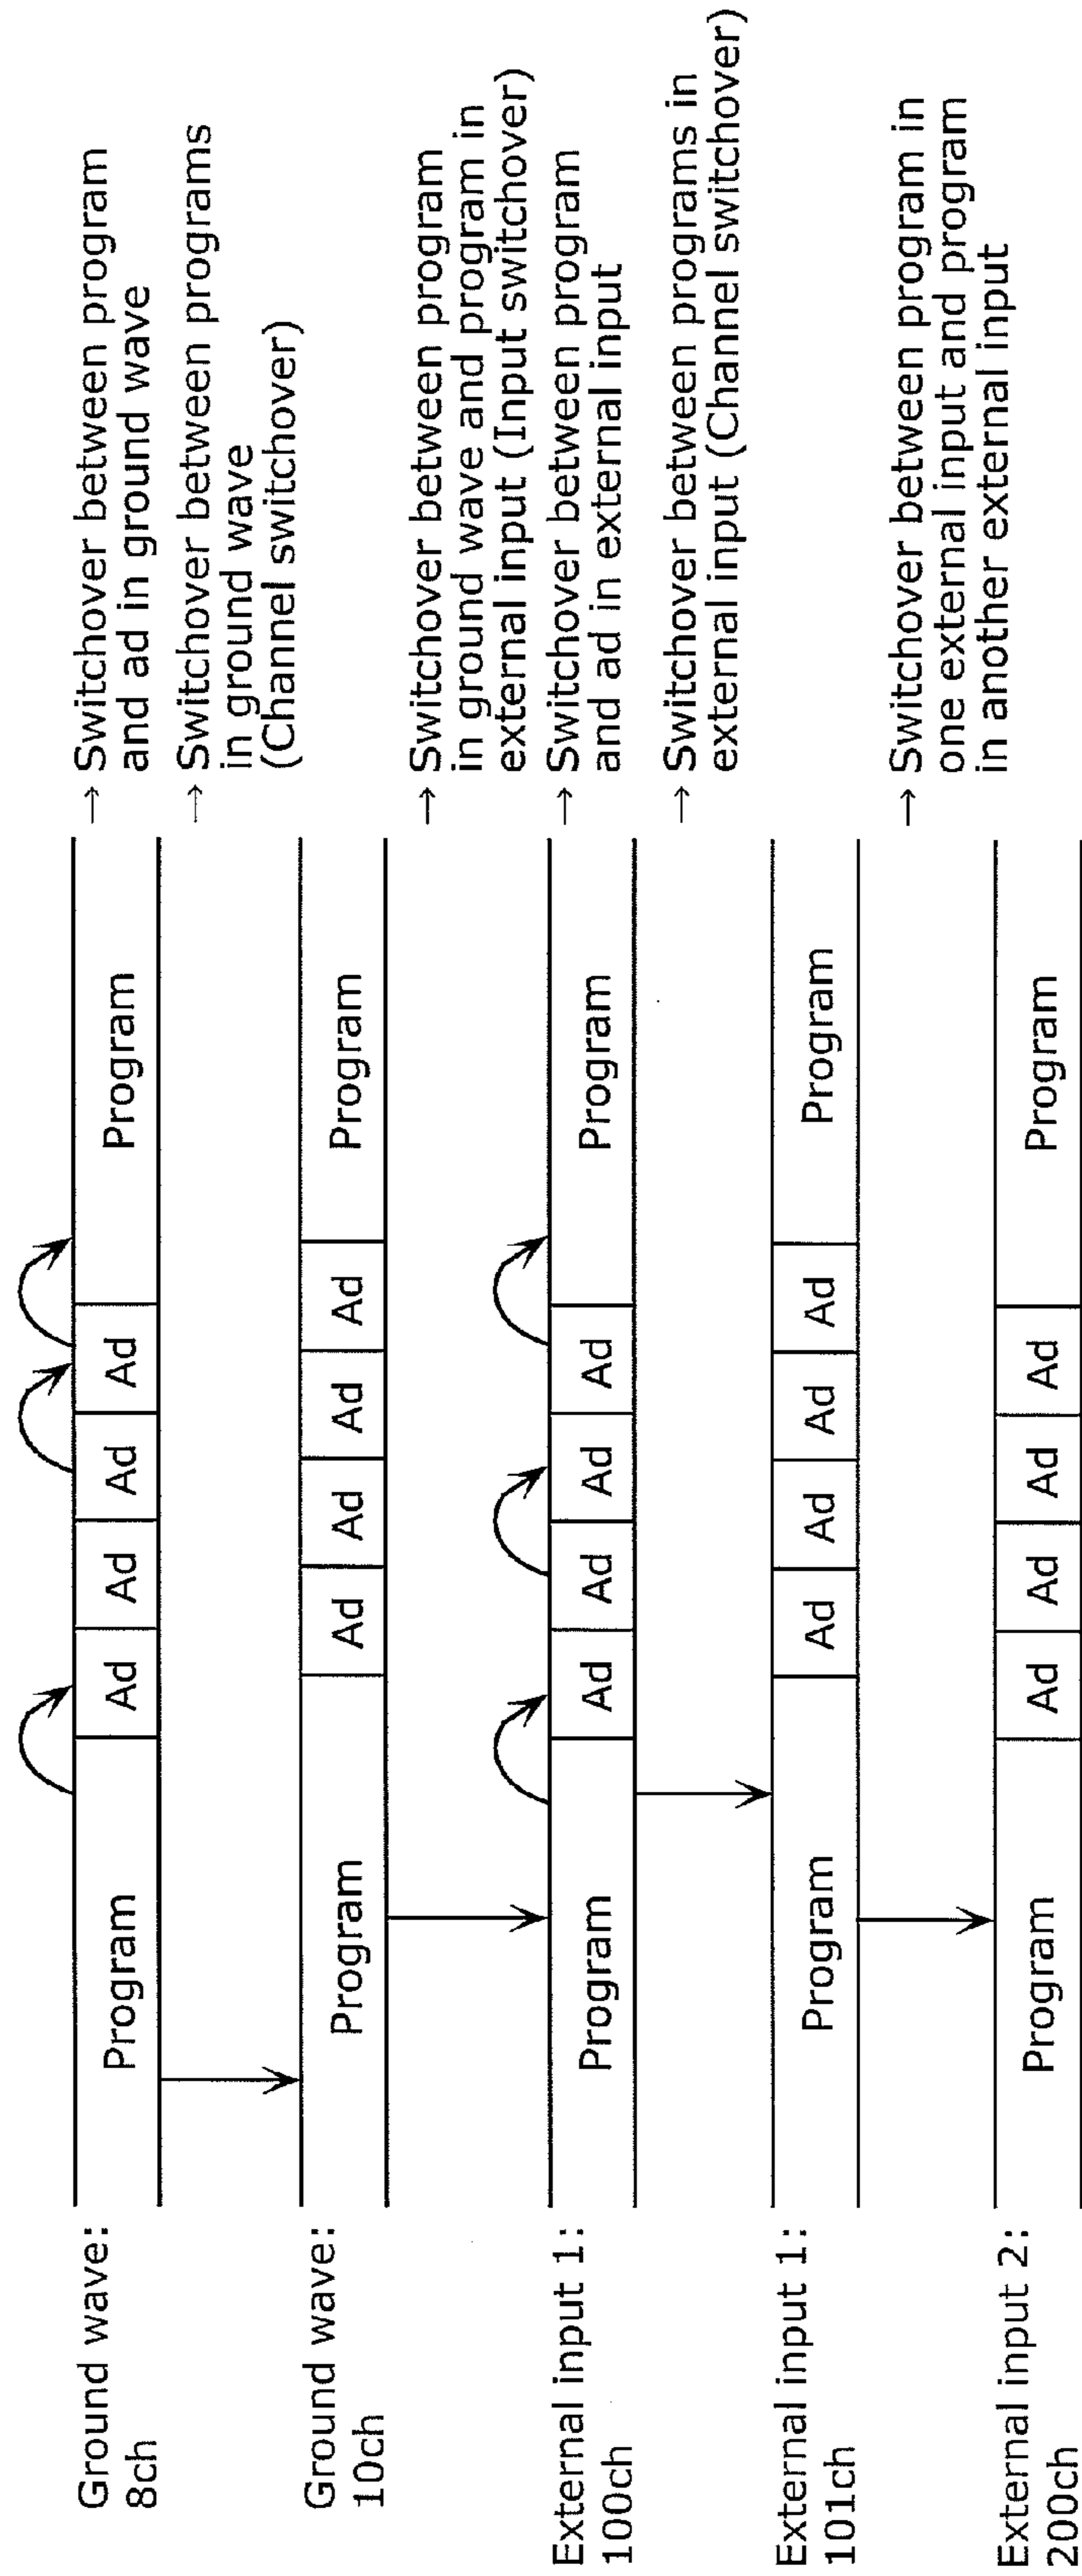 Ground wave:
8ch
Program
Ad
Ad
Ad
Ad
Program
→ Switchover between program
and ad in ground wave
→ Switchover between programs
in ground wave
(Channel switchover)
Ground wave:
10ch
Program
Ad
Ad
Ad
Ad
Program
→ Switchover between program
in ground wave and program in
external input (Input switchover)
External input 1:
100ch
Program
Ad
Ad
Ad
Ad
Program
→ Switchover between program
and ad in external input
→ Switchover between programs in
external input (Channel switchover)
External input 1:
101ch
Program
Ad
Ad
Ad
Ad
Program
→ Switchover between program in
one external input and program
in another external input
External input 2:
200ch
Program
Ad
Ad
Ad
Ad
Program